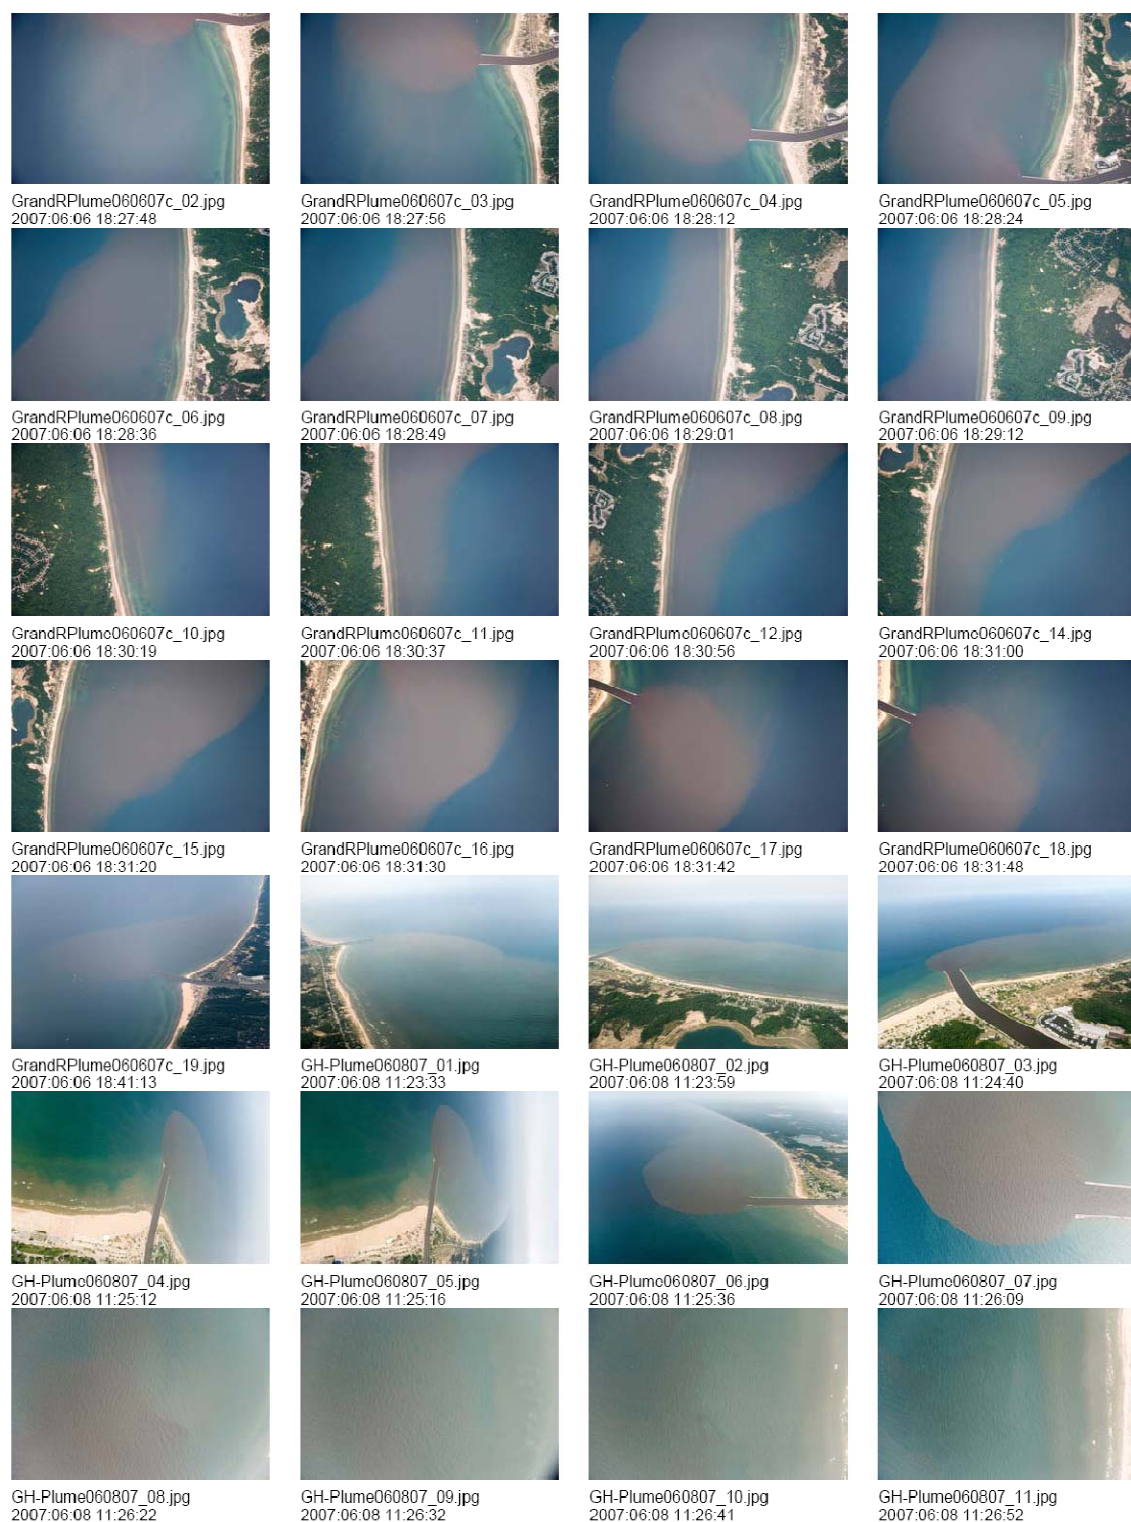 GrandRPlume060607c_02.jpg
2007:06:06 18:27:48
GrandRPlume060607c_03.jpg
2007:06:06 18:27:56
GrandRPlume060607c_04.jpg
2007:06:06 18:28:12
GrandRPlume060607c_05.jpg
2007:06:06 18:28:24
GrandRPlume060607c_06.jpg
2007:06:06 18:28:36
GrandRPlume060607c_07.jpg
2007:06:06 18:28:49
GrandRPlume060607c_08.jpg
2007:06:06 18:29:01
GrandRPlume060607c_09.jpg
2007:06:06 18:29:12
GrandRPlume060607c_10.jpg
2007:06:06 18:30:19
GrandRPlume060607c_11.jpg
2007:06:06 18:30:37
GrandRPlume060607c_12.jpg
2007:06:06 18:30:56
GrandRPlume060607c_14.jpg
2007:06:06 18:31:00
GrandRPlume060607c_15.jpg
2007:06:06 18:31:20
GrandRPlume060607c_16.jpg
2007:06:06 18:31:30
GrandRPlume060607c_17.jpg
2007:06:06 18:31:42
GrandRPlume060607c_18.jpg
2007:06:06 18:31:48
GrandRPlume060607c_19.jpg
2007:06:06 18:41:13
GH-Plume060807_01.jpg
2007:06:08 11:23:33
GH-Plume060807_02.jpg
2007:06:08 11:23:59
GH-Plume060807_03.jpg
2007:06:08 11:24:40
GH-Plume060807_04.jpg
2007:06:08 11:25:12
GH-Plume060807_05.jpg
2007:06:08 11:25:16
GH-Plume060807_06.jpg
2007:06:08 11:25:36
GH-Plume060807_07.jpg
2007:06:08 11:26:09
GH-Plume060807_08.jpg
2007:06:08 11:26:22
GH-Plume060807_09.jpg
2007:06:08 11:26:32
GH-Plume060807_10.jpg
2007:06:08 11:26:41
GH-Plume060807_11.jpg
2007:06:08 11:26:52